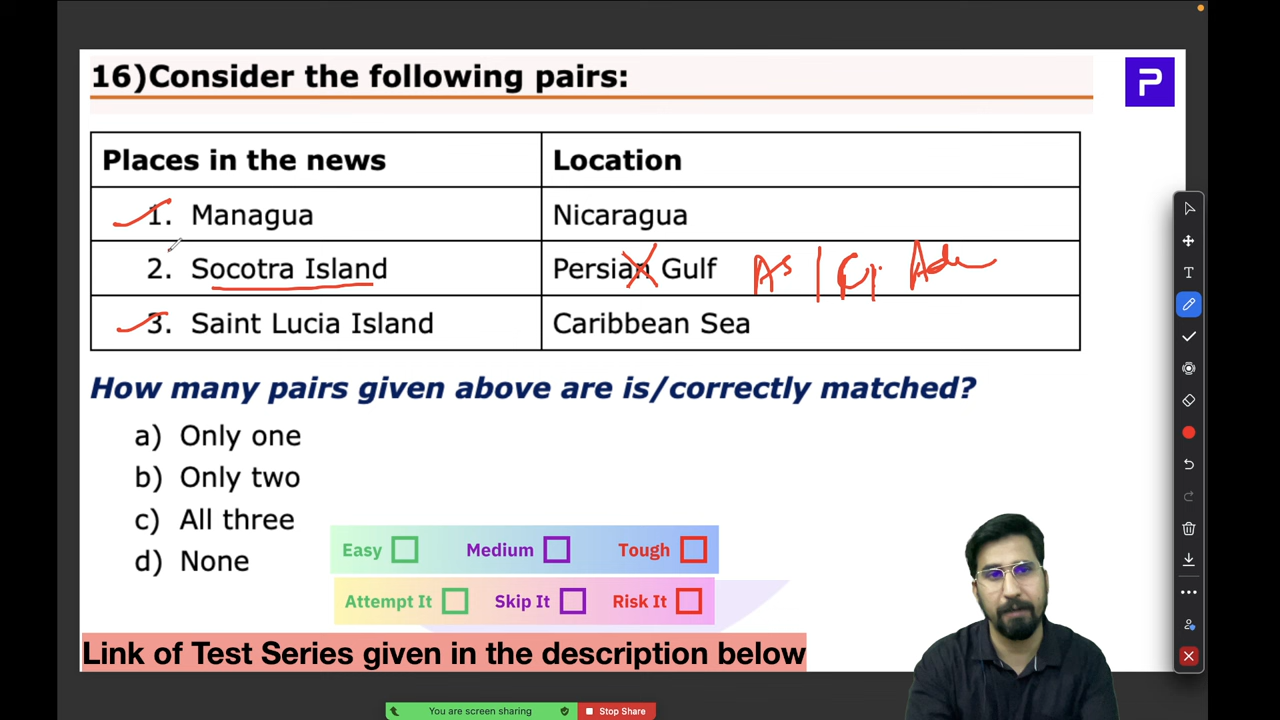 16)Consider the following pairs:
P
Places in the news Location
1. Managua Nicaragua
2. Socotra Island Persian Gulf As
3. Saint Lucia Island Caribbean Sea
How many pairs given above are is/correctly matched?
a) Only one
b) Only two
c) All three
d) None
Easy Medium Tough
Attempt It Skip It Risk It
Link of Test Series given in the description below
T
You are screen sharing Stop Share